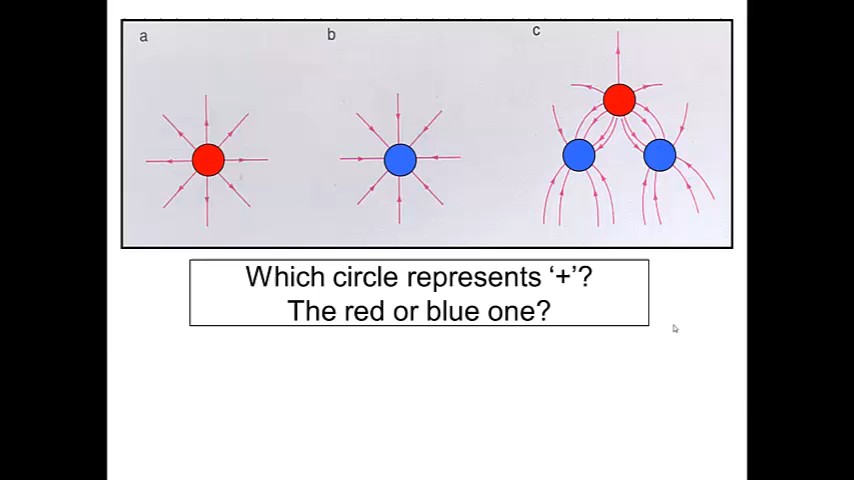 a
b
c
Which circle represents ‘+’?
The red or blue one?